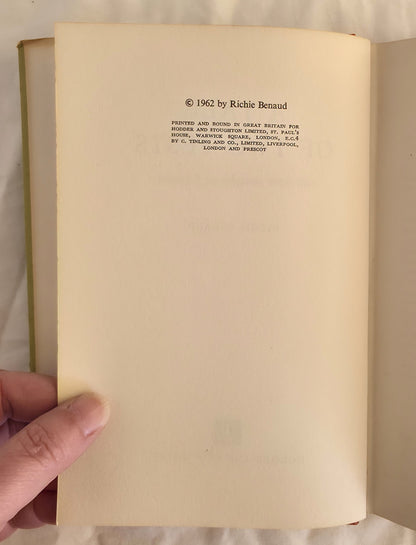 © 1962 by Richie Benaud
PRINTED AND BOUND IN GREAT BRITAIN FOR
HODDER AND STOUGHTON LIMITED, ST. PAUL'S
HOUSE, WARWICK SQUARE, LONDON, E.C.4
BY C. TINLING AND CO., LIMITED, LIVERPOOL,
LONDON AND PRESCOT